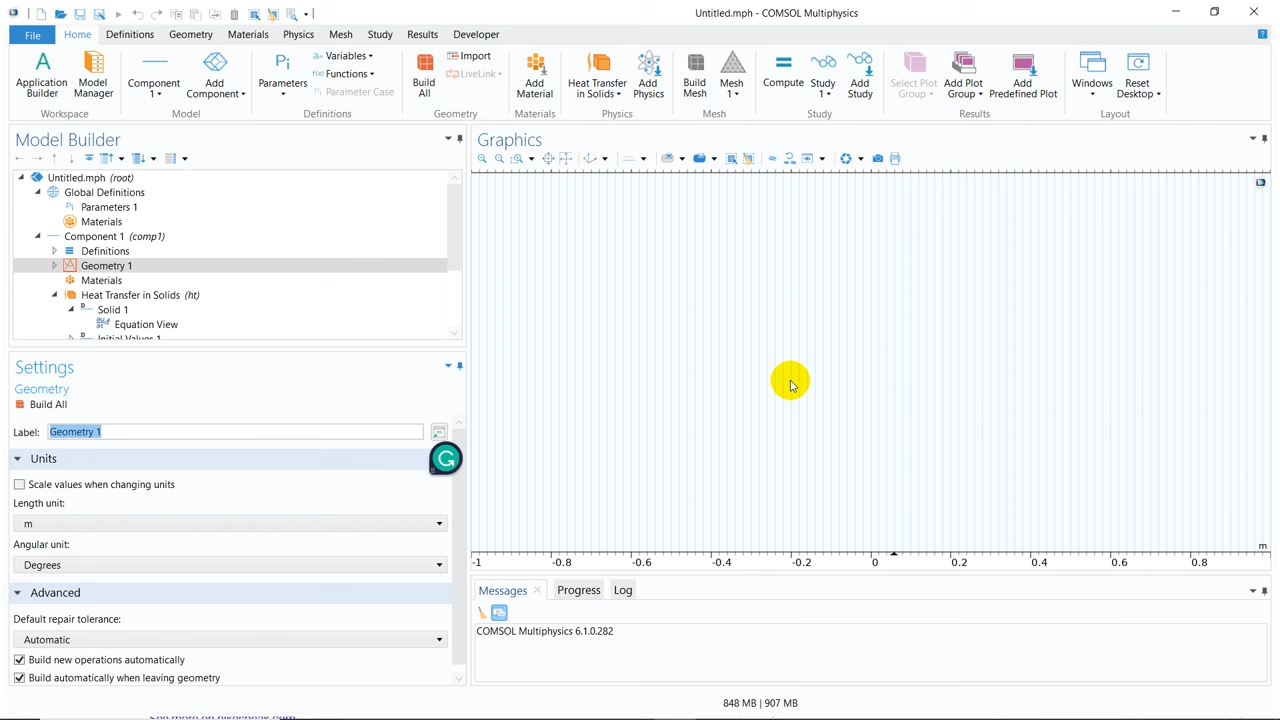 Untitled.mph - COMSOL Multiphysics
File Home Definitions Geometry Materials Physics Mesh Study Results Developer
Application Builder
Model Manager
Component 1
Add Component
Parameters
a= Variables
f(x) Functions
Pi Parameter Case
Build All
Import
LiveLink
Add Material
Heat Transfer in Solids
Add Physics
Build Mesh
Mesh 1
Compute
Study 1
Add Study
Select Plot Group
Add Plot Group
Add Predefined Plot
Windows
Reset Desktop
Workspace Model Definitions Geometry Materials Physics Mesh Study Results Layout
Model Builder
Untitled.mph (root)
Global Definitions
Pi Parameters 1
Materials
Component 1 (comp1)
Definitions
Geometry 1
Materials
Heat Transfer in Solids (ht)
D Solid 1
Equation View
Initial Values 1
Settings
Geometry
Build All
Label: Geometry 1
Units
Scale values when changing units
Length unit:
m
Angular unit:
Degrees
Advanced
Default repair tolerance:
Automatic
Build new operations automatically
Build automatically when leaving geometry
Graphics
m
-1 -0.8 -0.6 -0.4 -0.2 0 0.2 0.4 0.6 0.8
Messages Progress Log
COMSOL Multiphysics 6.1.0.282
848 MB | 907 MB